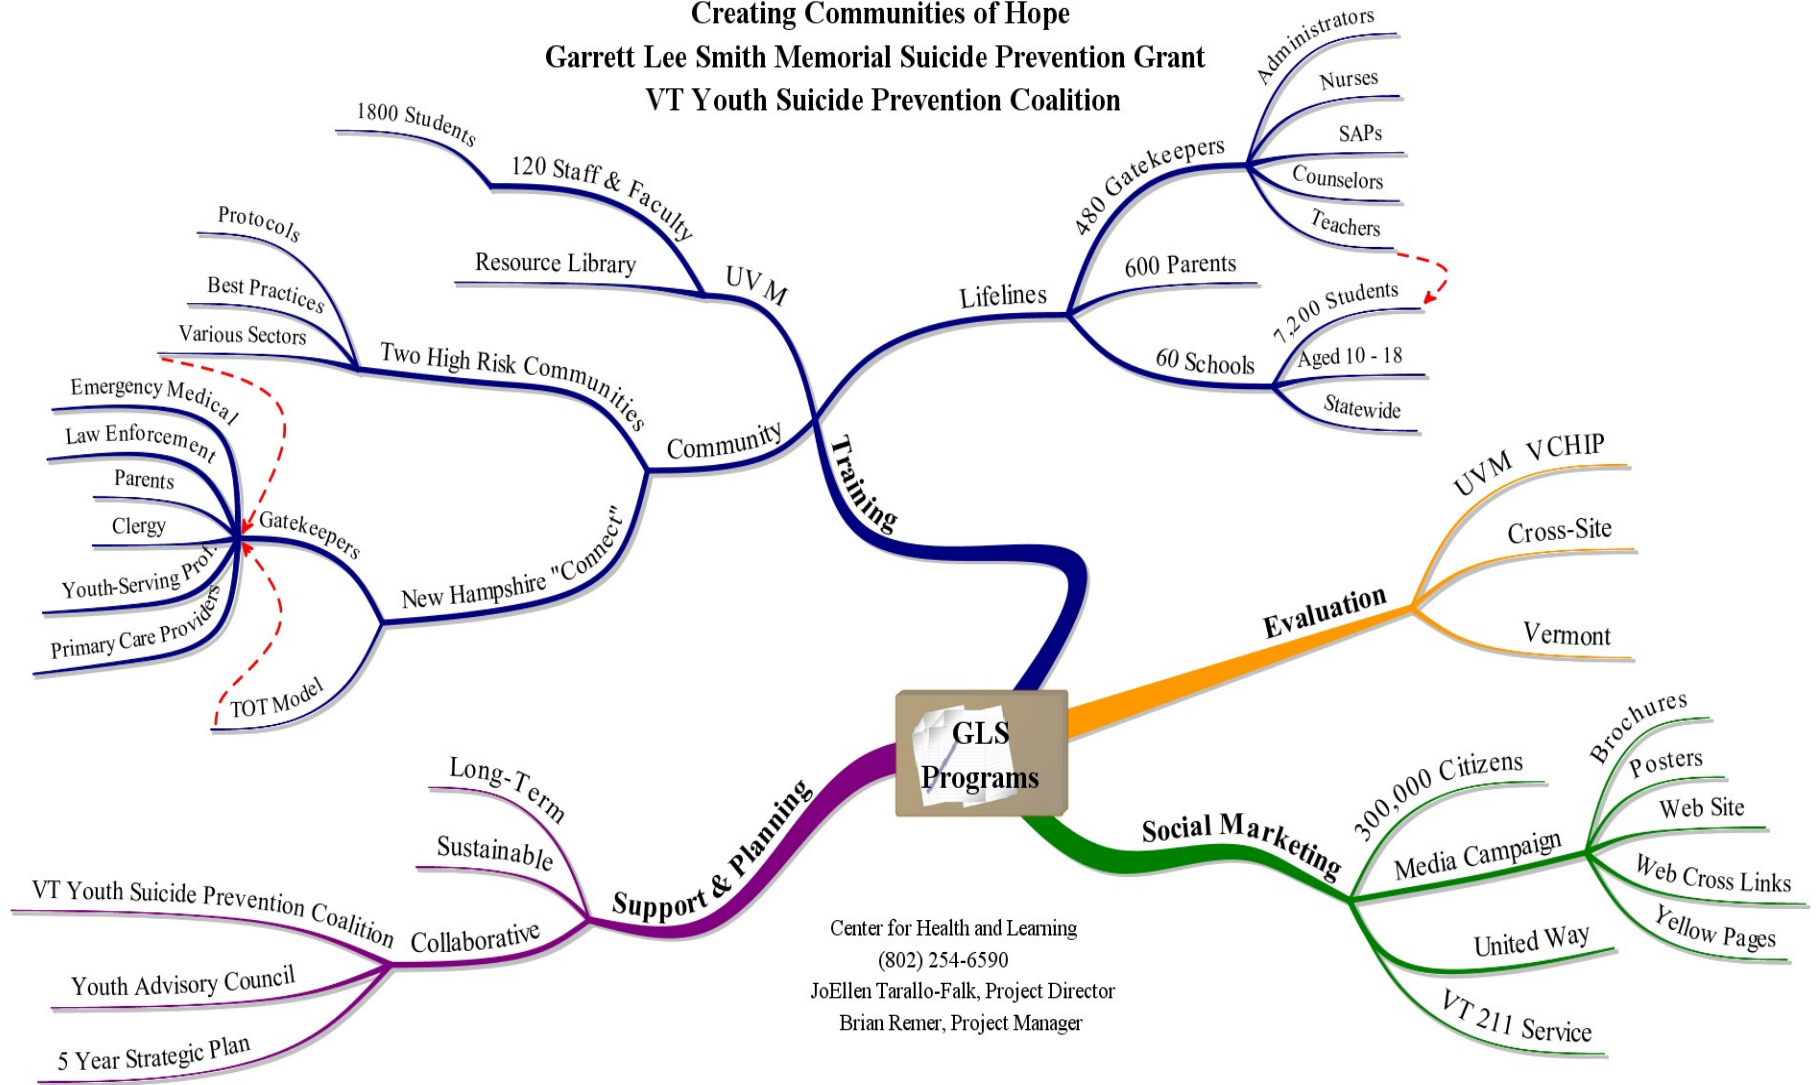 Creating Communities of Hope
Garrett Lee Smith Memorial Suicide Prevention Grant
VT Youth Suicide Prevention Coalition
GLS
Programs
Training
UVM
120 Staff & Faculty
1800 Students
Resource Library
Community
Two High Risk Communities
Protocols
Best Practices
Various Sectors
New Hampshire "Connect"
Gatekeepers
Emergency Medical
Law Enforcement
Parents
Clergy
Youth-Serving Prof.
Primary Care Providers
TOT Model
Lifelines
480 Gatekeepers
Administrators
Nurses
SAPs
Counselors
Teachers
600 Parents
60 Schools
7,200 Students
Aged 10 - 18
Statewide
Evaluation
UVM VCHIP
Cross-Site
Vermont
Social Marketing
300,000 Citizens
Media Campaign
Brochures
Posters
Web Site
Web Cross Links
Yellow Pages
United Way
VT 211 Service
Support & Planning
Long-Term
Sustainable
Collaborative
VT Youth Suicide Prevention Coalition
Youth Advisory Council
5 Year Strategic Plan
Center for Health and Learning
(802) 254-6590
JoEllen Tarallo-Falk, Project Director
Brian Remer, Project Manager